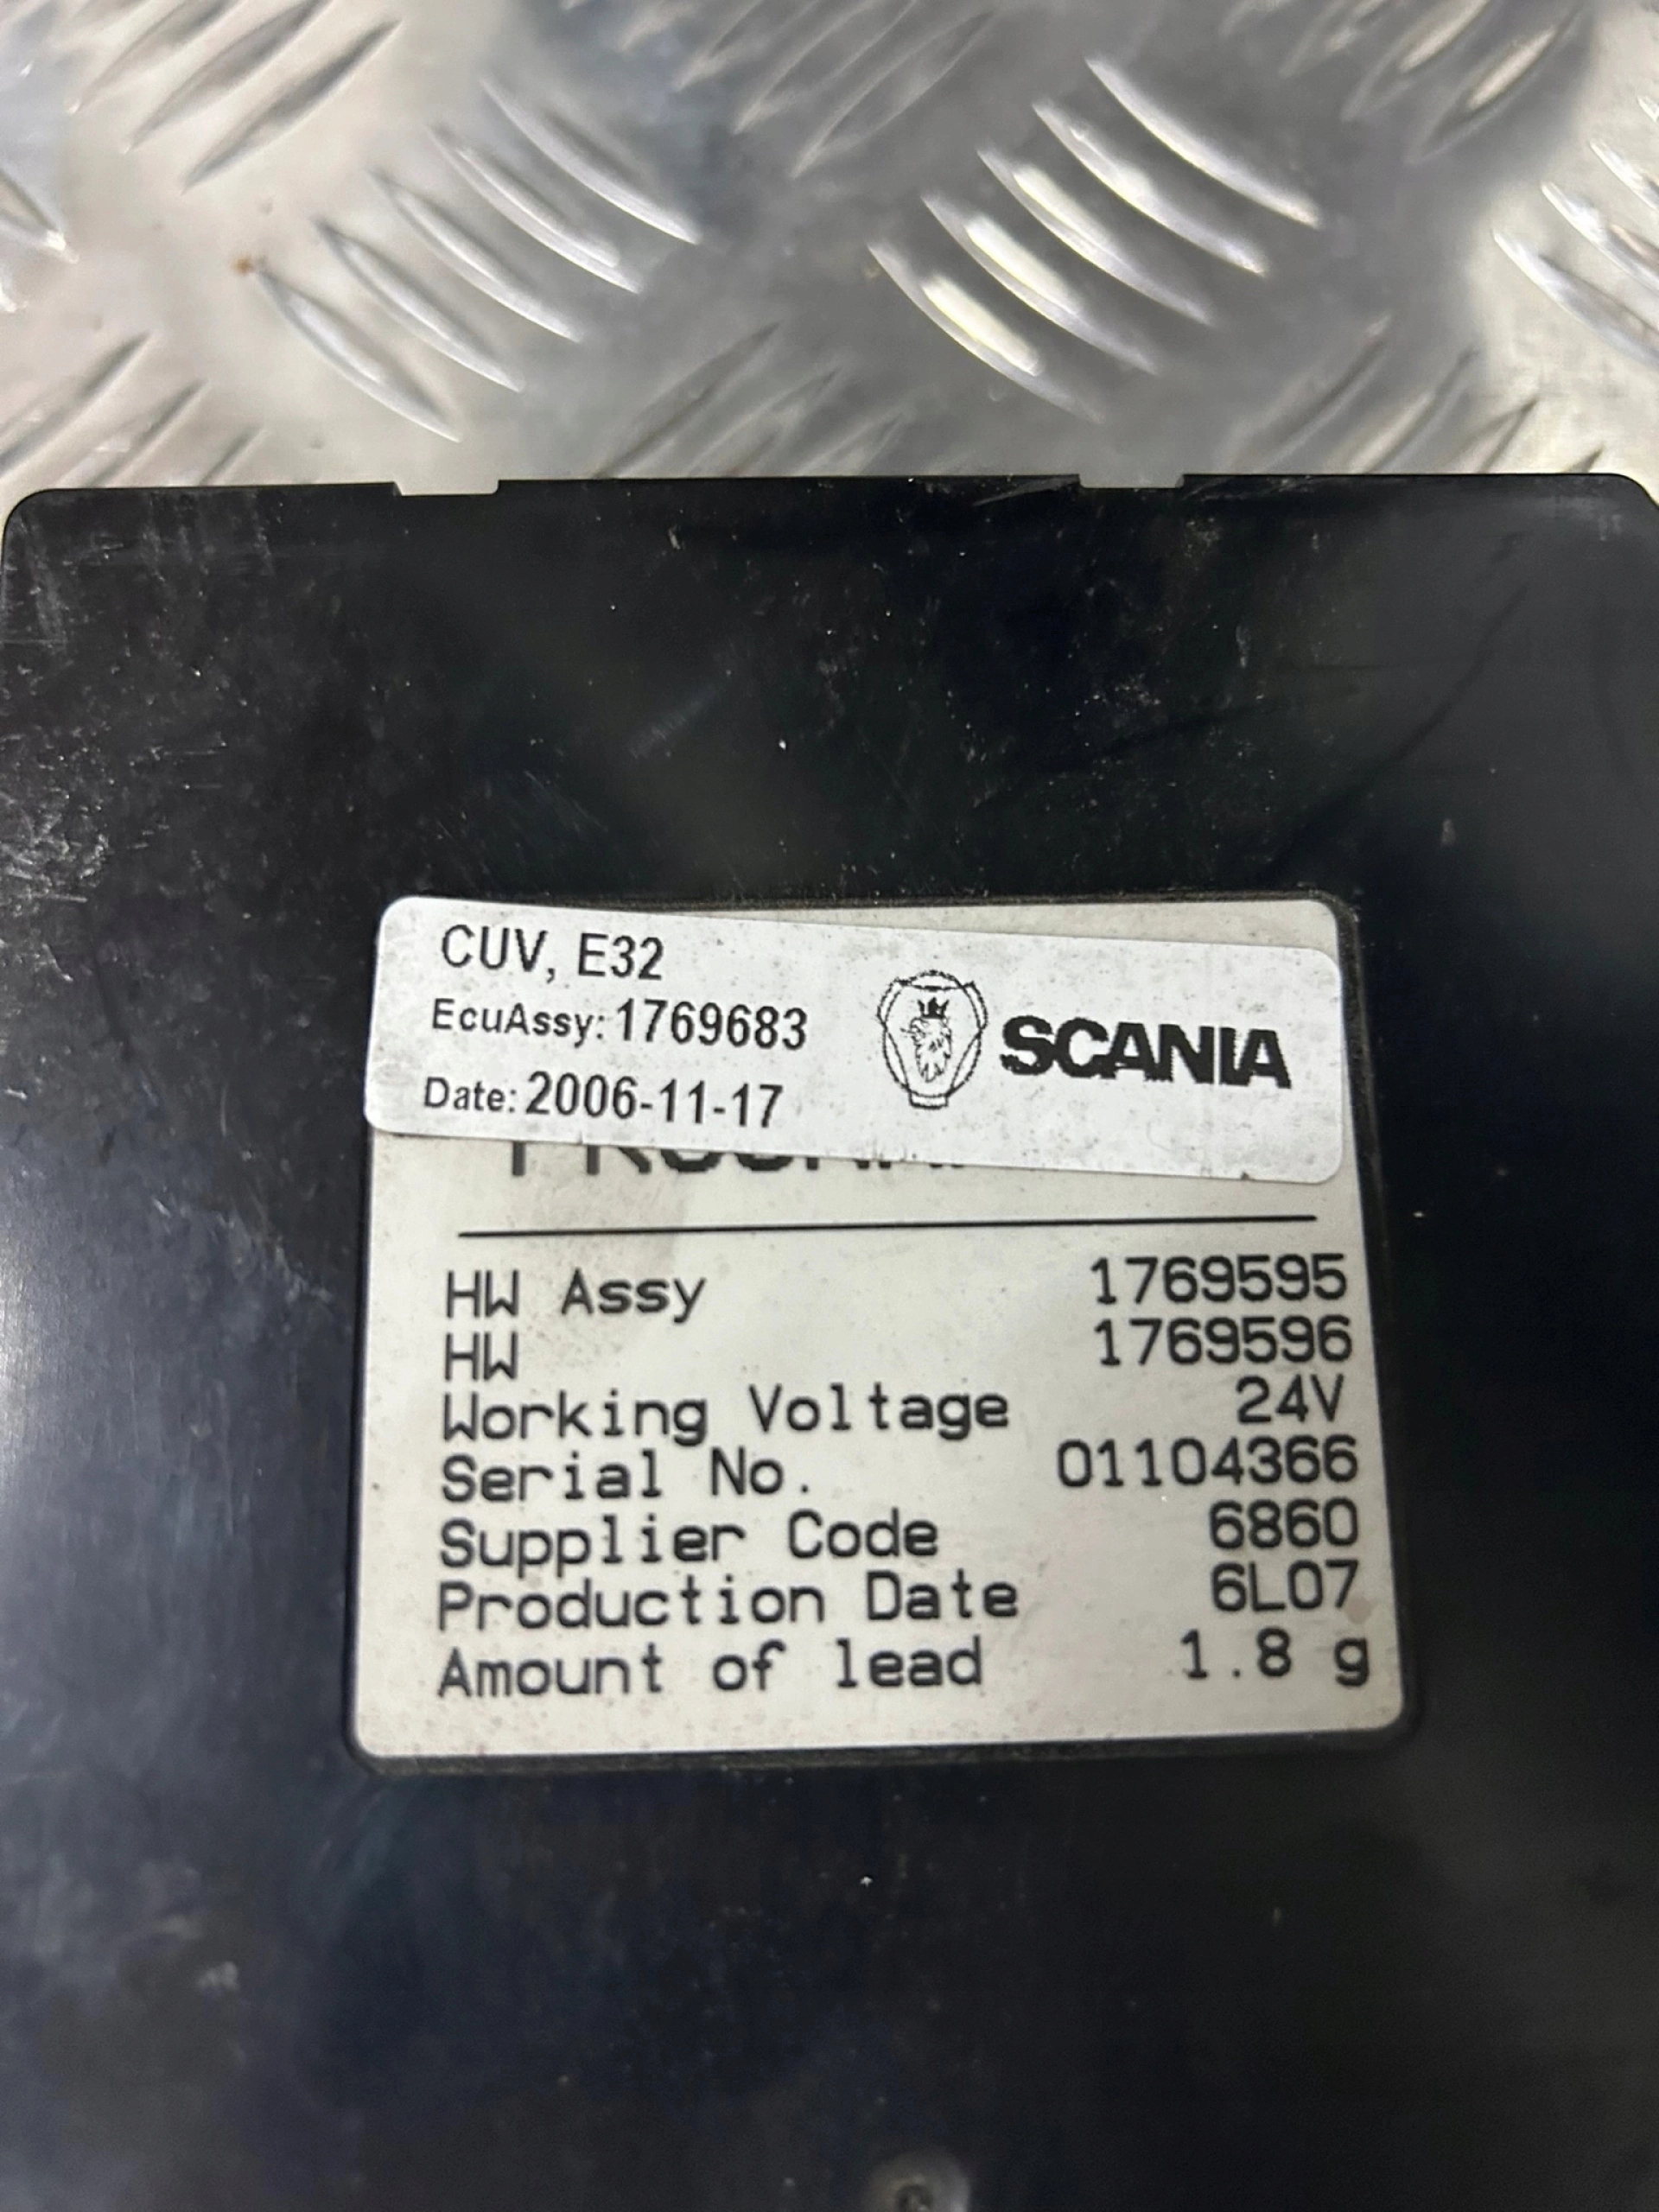 CUV, E32
EcuAssy: 1769683
Date: 2006-11-17
SCANIA
HW Assy 1769595
HW 1769596
Working Voltage 24V
Serial No. 01104366
Supplier Code 6860
Production Date 6L07
Amount of lead 1.8 g